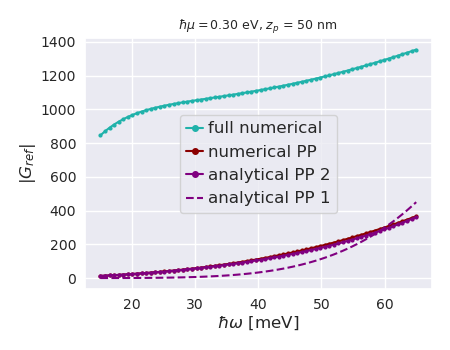 ħμ = 0.30 eV, z_p = 50 nm
1400
1200
1000
800
600
400
200
0
|G_ref|
full numerical
numerical PP
analytical PP 2
analytical PP 1
20 30 40 50 60
ħω [meV]